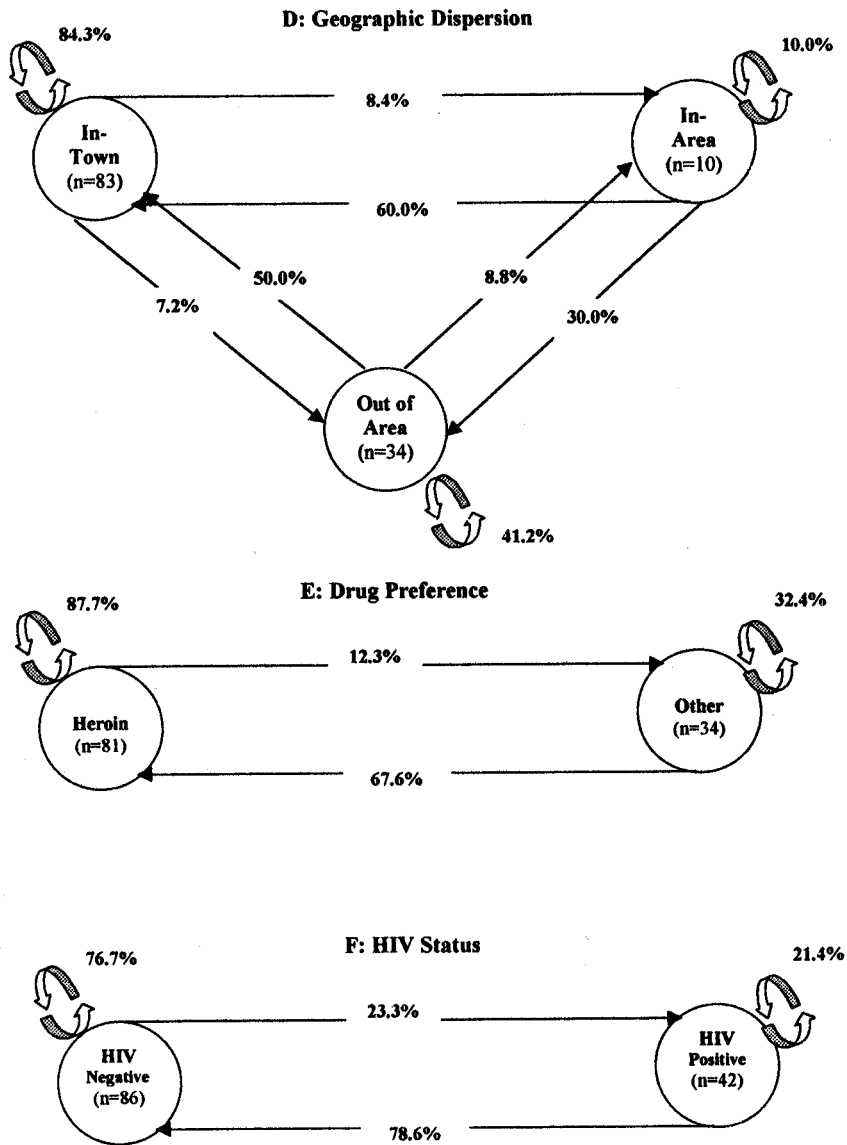 D: Geographic Dispersion
84.3%
10.0%
8.4%
In-
Town
(n=83)
In-
Area
(n=10)
60.0%
50.0%
8.8%
7.2%
30.0%
Out of
Area
(n=34)
41.2%
E: Drug Preference
87.7%
32.4%
12.3%
Heroin
(n=81)
Other
(n=34)
67.6%
F: HIV Status
76.7%
21.4%
23.3%
HIV
Negative
(n=86)
HIV
Positive
(n=42)
78.6%